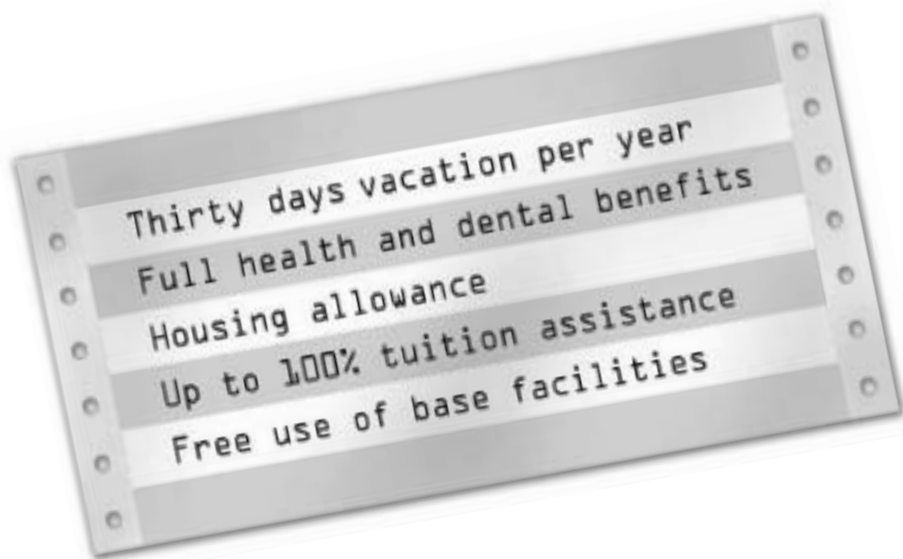 Thirty days vacation per year
Full health and dental benefits
Housing allowance
Up to 100% tuition assistance
Free use of base facilities